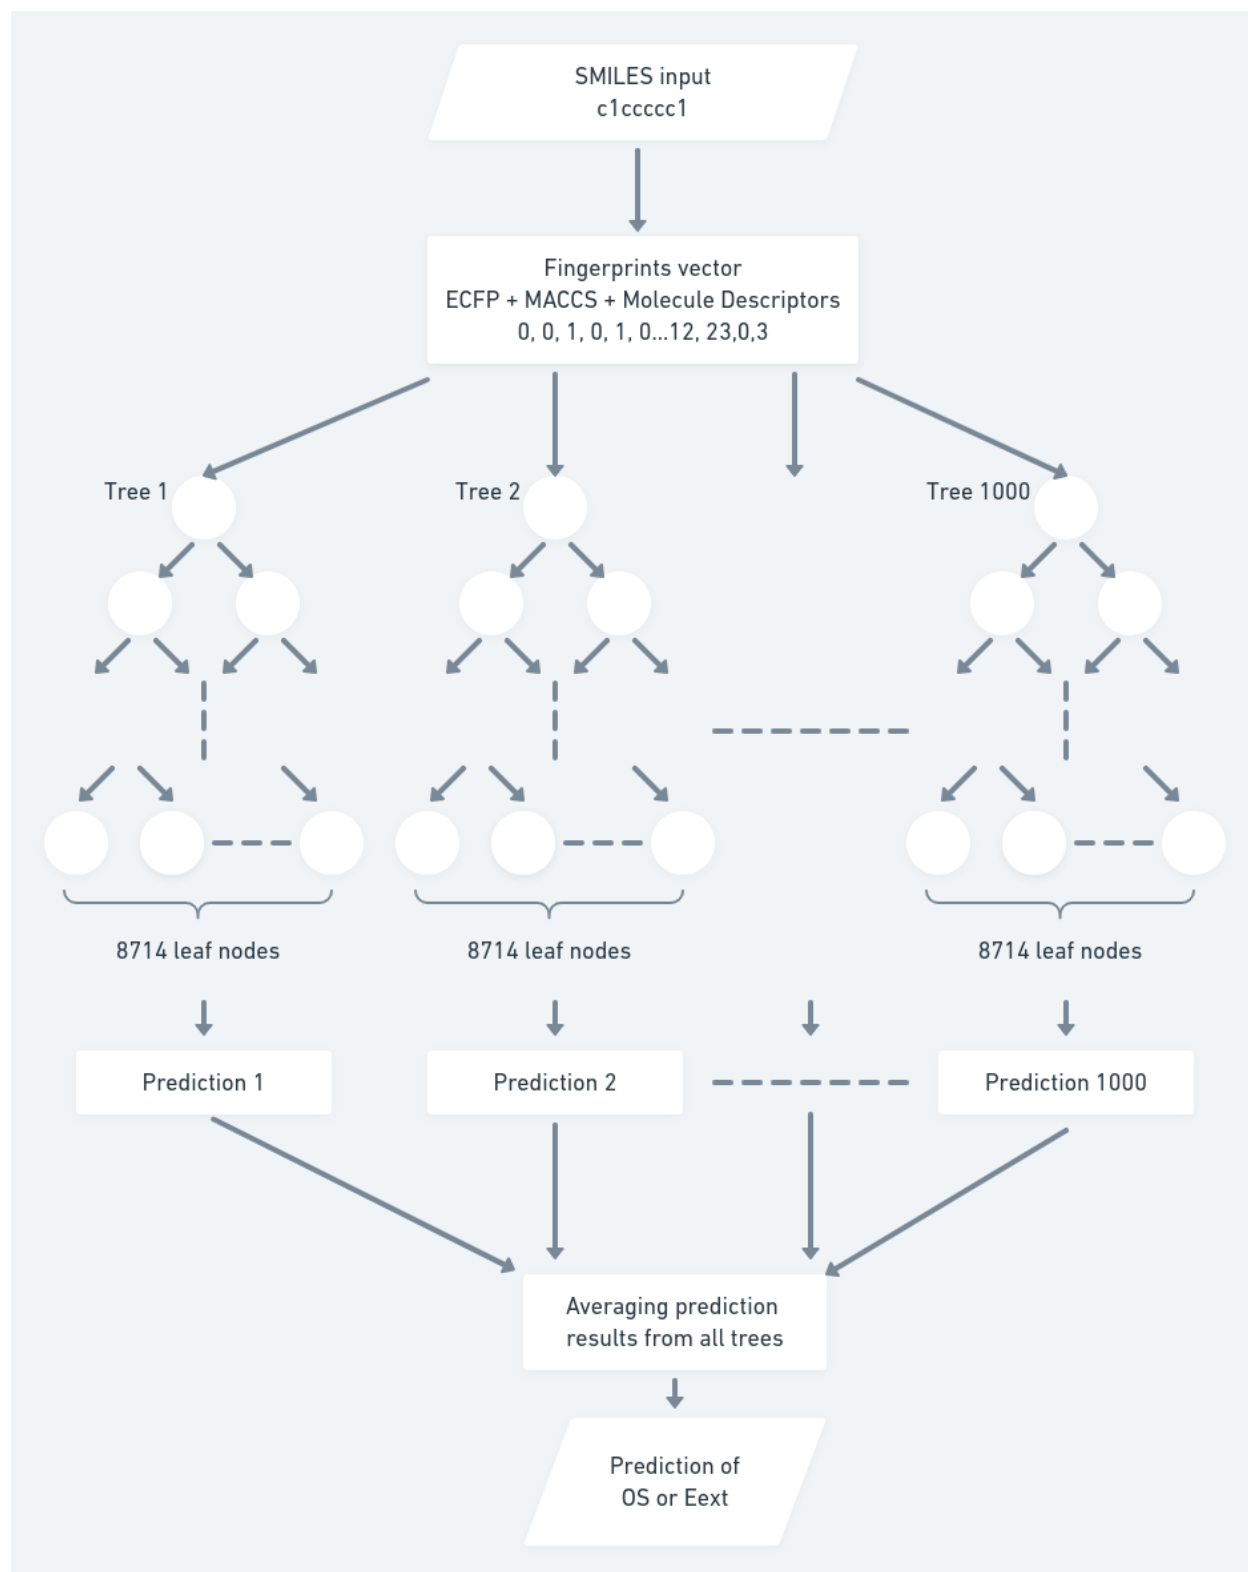 SMILES input
c1ccccc1
Fingerprints vector
ECFP + MACCS + Molecule Descriptors
0, 0, 1, 0, 1, 0...12, 23,0,3
Tree 1
Tree 2
Tree 1000
8714 leaf nodes
8714 leaf nodes
8714 leaf nodes
Prediction 1
Prediction 2
Prediction 1000
Averaging prediction
results from all trees
Prediction of
OS or Eext